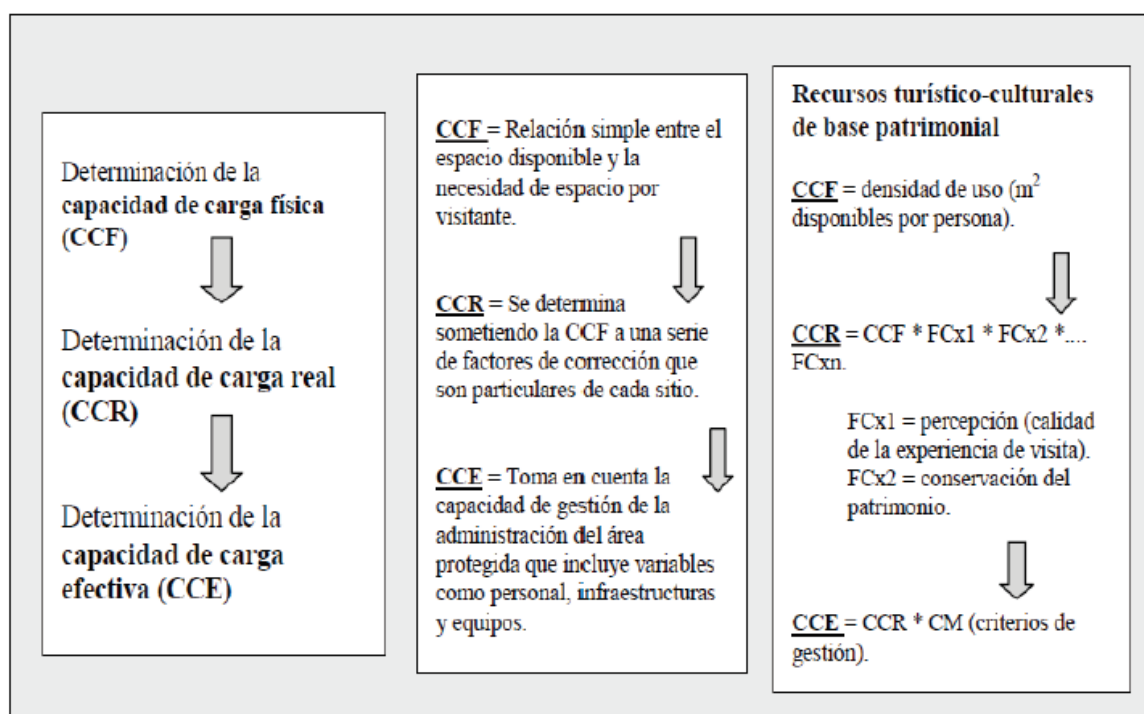 Determinación de la
capacidad de carga física
(CCF)
Determinación de la
capacidad de carga real
(CCR)
Determinación de la
capacidad de carga
efectiva (CCE)
CCF = Relación simple entre el
espacio disponible y la
necesidad de espacio por
visitante.
CCR = Se determina
sometiendo la CCF a una serie
de factores de corrección que
son particulares de cada sitio.
CCE = Toma en cuenta la
capacidad de gestión de la
administración del área
protegida que incluye variables
como personal, infraestructuras
y equipos.
Recursos turístico-culturales
de base patrimonial
CCF = densidad de uso (m²
disponibles por persona).
CCR = CCF * FCx1 * FCx2 *....
FCxn.
FCx1 = percepción (calidad
de la experiencia de visita).
FCx2 = conservación del
patrimonio.
CCE = CCR * CM (criterios de
gestión).